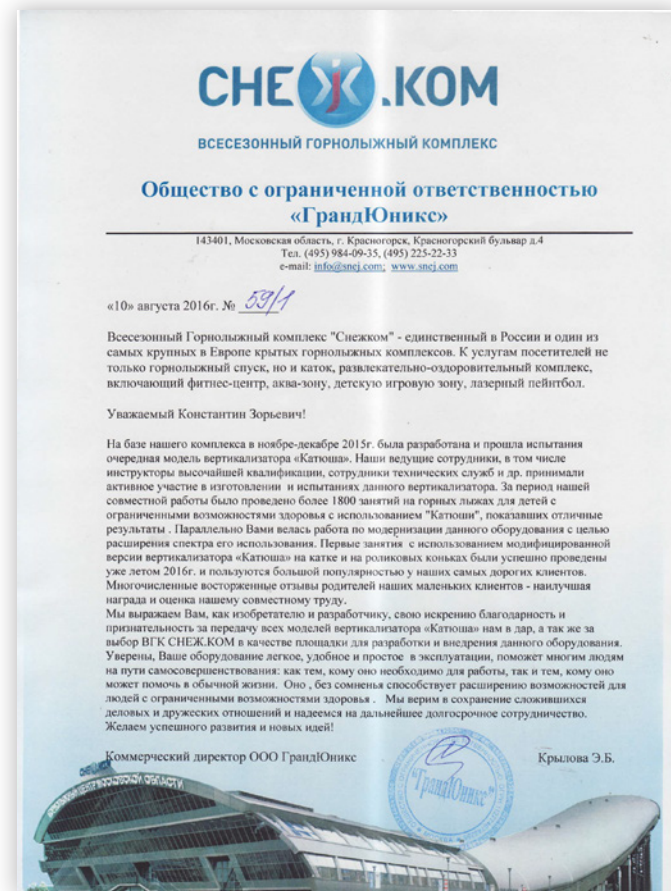 СНЕЖ.КОМ
ВСЕСЕЗОННЫЙ ГОРНОЛЫЖНЫЙ КОМПЛЕКС
Общество с ограниченной ответственностью
«ГрандЮникс»
143401, Московская область, г. Красногорск, Красногорский бульвар д.4
Тел. (495) 984-09-35, (495) 225-22-33
e-mail: info@snej.com; www.snej.com
«10» августа 2016г. № 59/1
Всесезонный Горнолыжный комплекс "Снежком" - единственный в России и один из
самых крупных в Европе крытых горнолыжных комплексов. К услугам посетителей не
только горнолыжный спуск, но и каток, развлекательно-оздоровительный комплекс,
включающий фитнес-центр, аква-зону, детскую игровую зону, лазерный пейнтбол.
Уважаемый Константин Зорьевич!
На базе нашего комплекса в ноябре-декабре 2015г. была разработана и прошла испытания
очередная модель вертикализатора «Катюша». Наши ведущие сотрудники, в том числе
инструкторы высочайшей квалификации, сотрудники технических служб и др. принимали
активное участие в изготовлении и испытаниях данного вертикализатора. За период нашей
совместной работы было проведено более 1800 занятий на горных лыжах для детей с
ограниченными возможностями здоровья с использованием "Катюши", показавших отличные
результаты . Параллельно Вами велась работа по модернизации данного оборудования с целью
расширения спектра его использования. Первые занятия с использованием модифицированной
версии вертикализатора «Катюша» на катке и на роликовых коньках были успешно проведены
уже летом 2016г. и пользуются большой популярностью у наших самых дорогих клиентов.
Многочисленные восторженные отзывы родителей наших маленьких клиентов - наилучшая
награда и оценка нашему совместному труду.
Мы выражаем Вам, как изобретателю и разработчику, свою искреннюю благодарность и
признательность за передачу всех моделей вертикализатора «Катюша» нам в дар, а так же за
выбор ВГК СНЕЖ.КОМ в качестве площадки для разработки и внедрения данного оборудования.
Уверены, Ваше оборудование легкое, удобное и простое в эксплуатации, поможет многим людям
на пути самосовершенствования: как тем, кому оно необходимо для работы, так и тем, кому оно
может помочь в обычной жизни. Оно , без сомненья способствует расширению возможностей для
людей с ограниченными возможностями здоровья . Мы верим в сохранение сложившихся
деловых и дружеских отношений и надеемся на дальнейшее долгосрочное сотрудничество.
Желаем успешного развития и новых идей!
Коммерческий директор ООО ГрандЮникс Крылова Э.Б.
"ГрандЮникс"